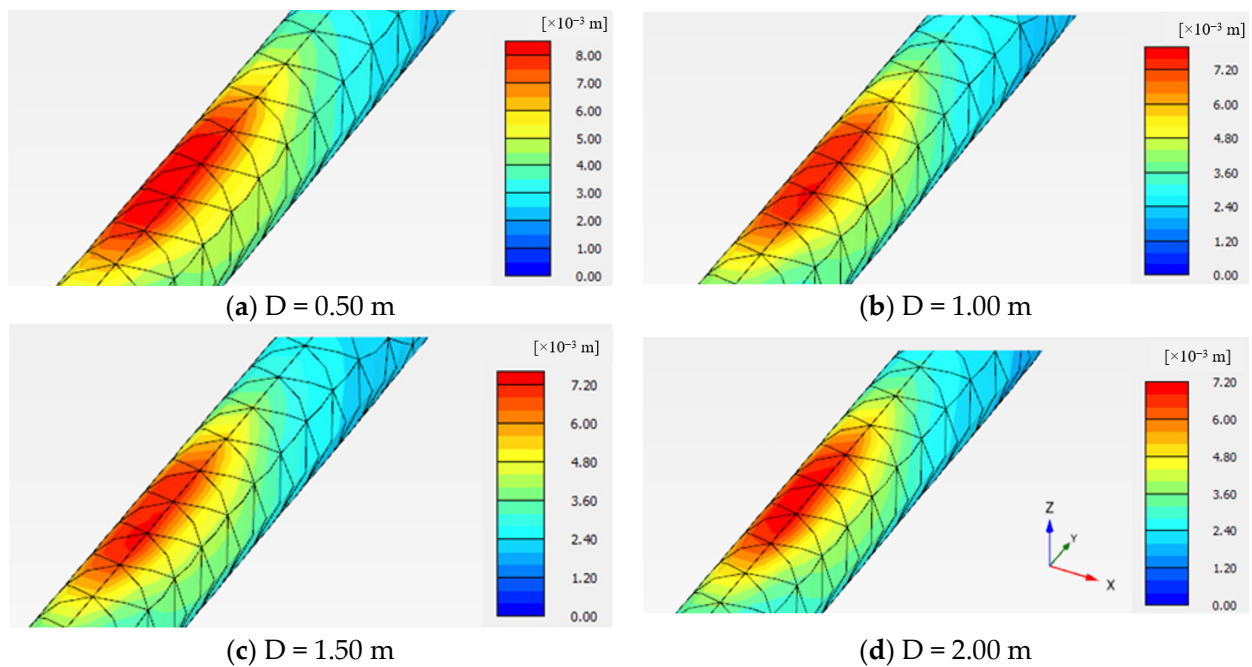 [×10⁻³ m]
8.00
7.00
6.00
5.00
4.00
3.00
2.00
1.00
0.00
(a) D = 0.50 m
[×10⁻³ m]
7.20
6.00
4.80
3.60
2.40
1.20
0.00
(b) D = 1.00 m
[×10⁻³ m]
7.20
6.00
4.80
3.60
2.40
1.20
0.00
(c) D = 1.50 m
[×10⁻³ m]
7.20
6.00
4.80
3.60
2.40
1.20
0.00
Z
Y
X
(d) D = 2.00 m